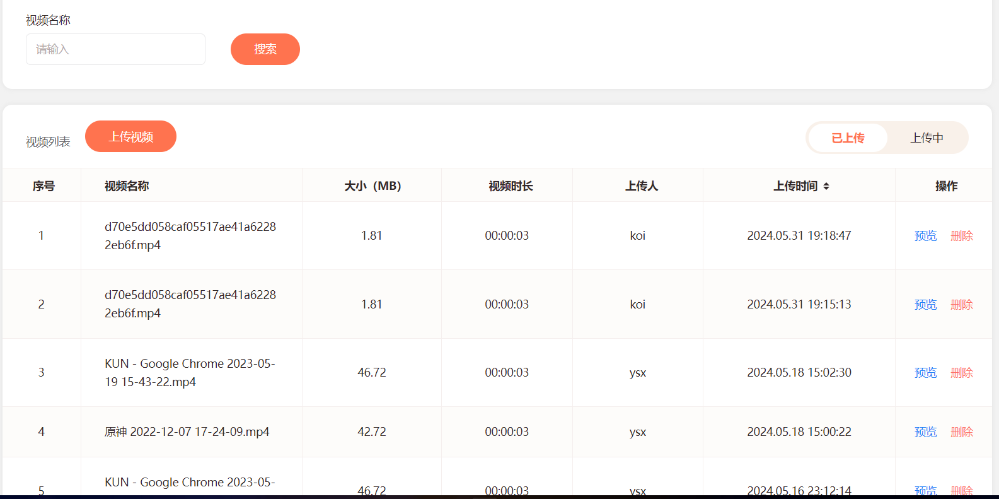 视频名称
请输入
搜索
视频列表
上传视频
已上传
上传中
序号 视频名称 大小（MB） 视频时长 上传人 上传时间 操作
1 d70e5dd058caf05517ae41a6228
2eb6f.mp4 1.81 00:00:03 koi 2024.05.31 19:18:47 预览 删除
2 d70e5dd058caf05517ae41a6228
2eb6f.mp4 1.81 00:00:03 koi 2024.05.31 19:15:13 预览 删除
3 KUN - Google Chrome 2023-05-
19 15-43-22.mp4 46.72 00:00:03 ysx 2024.05.18 15:02:30 预览 删除
4 原神 2022-12-07 17-24-09.mp4 42.72 00:00:03 ysx 2024.05.18 15:00:22 预览 删除
5 KUN - Google Chrome 2023-05-
46.72 00:00:03 ysx 2024.05.16 23:12:14 预览 删除